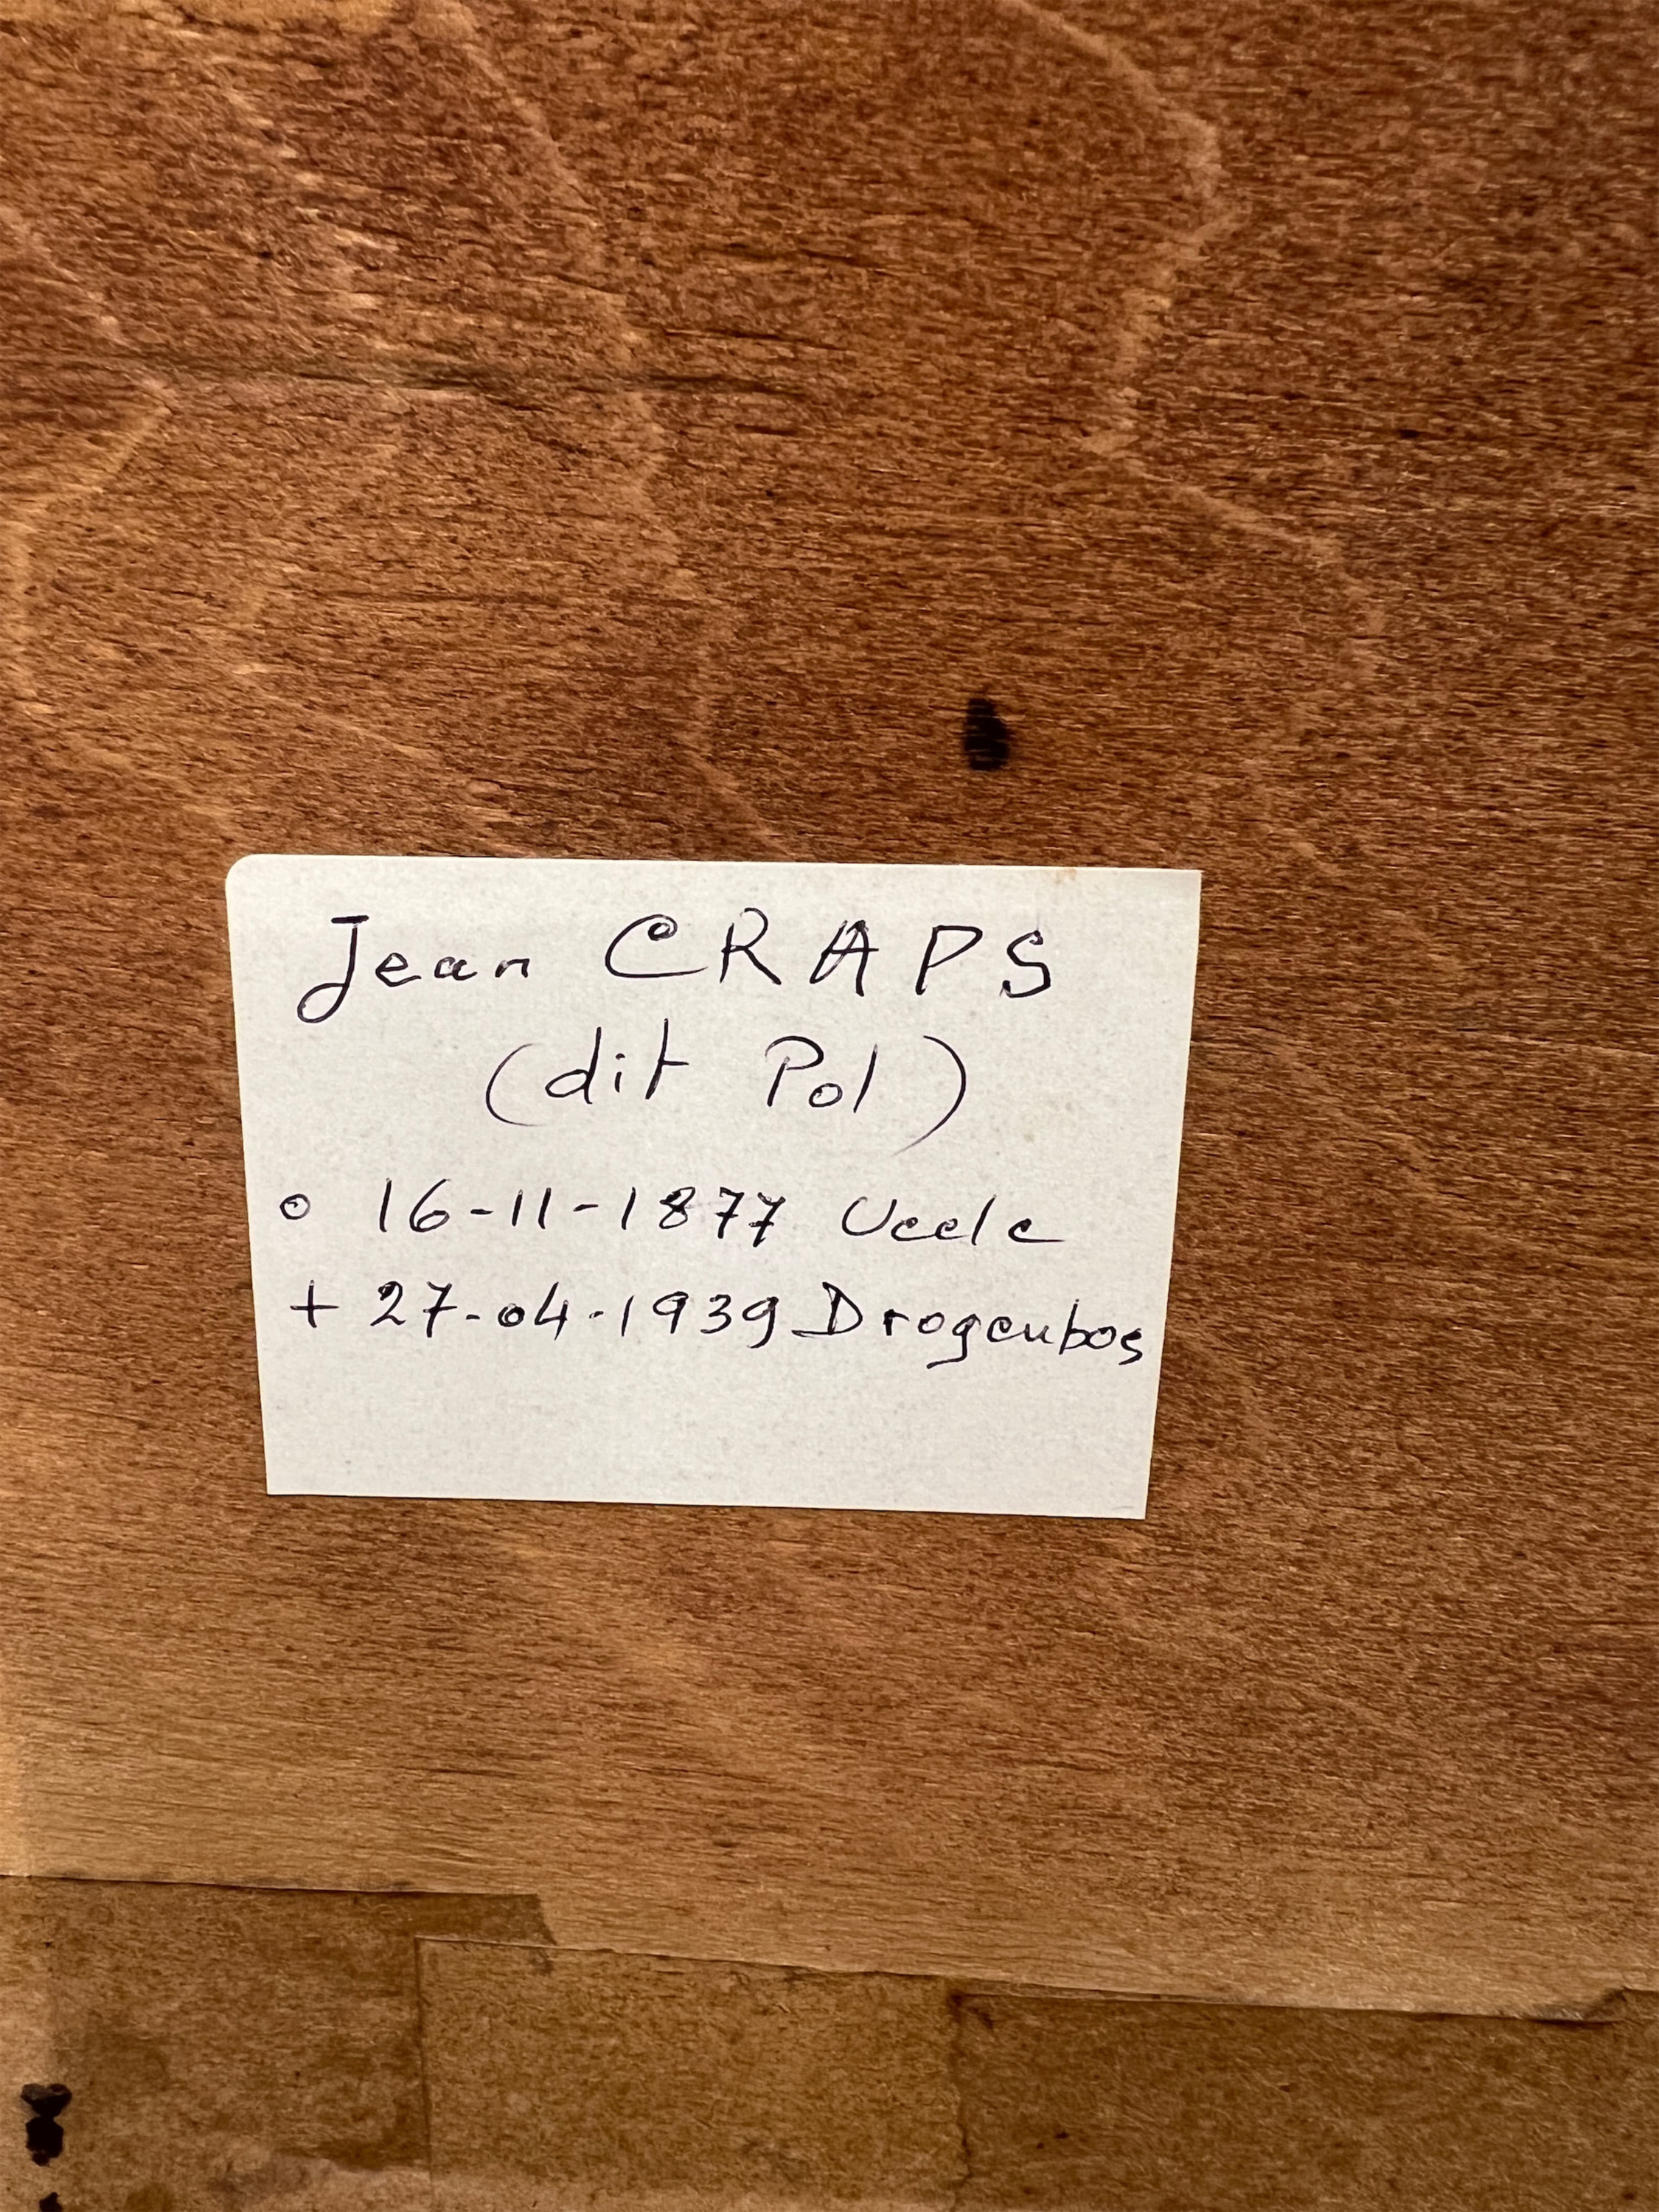 Jean CRAPS
(dit Pol)
o 16-11-1877 Uccle
+ 27-04-1939 Drogenbos